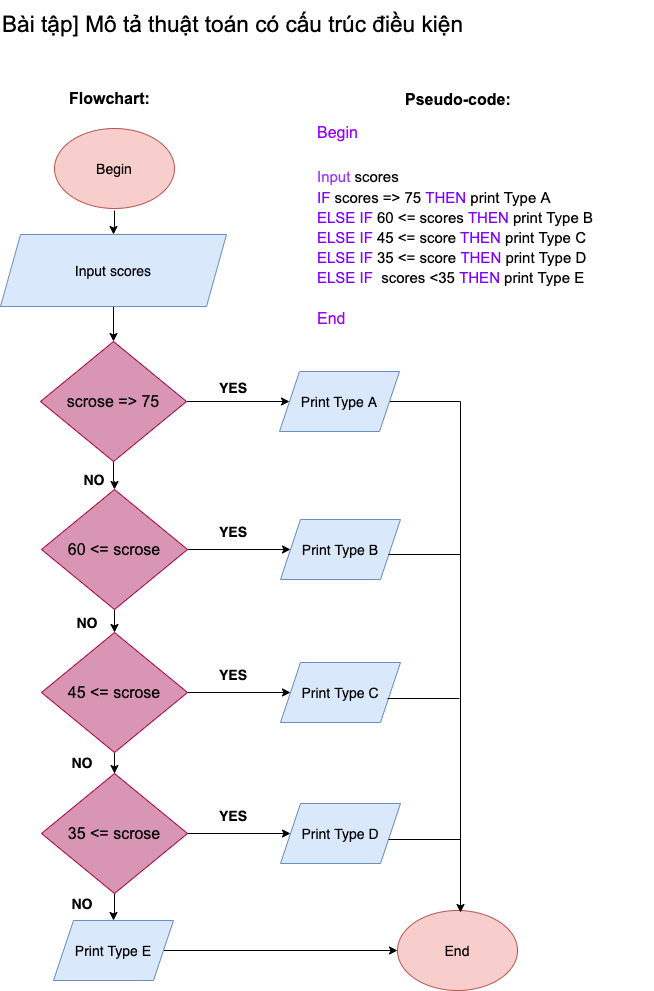 Bài tập] Mô tả thuật toán có cấu trúc điều kiện
Flowchart:
Begin
Input scores
scrose => 75
YES
Print Type A
NO
60 <= scrose
YES
Print Type B
NO
45 <= scrose
YES
Print Type C
NO
35 <= scrose
YES
Print Type D
NO
Print Type E
End
Pseudo-code:
Begin
Input scores
IF scores => 75 THEN print Type A
ELSE IF 60 <= scores THEN print Type B
ELSE IF 45 <= score THEN print Type C
ELSE IF 35 <= score THEN print Type D
ELSE IF  scores <35 THEN print Type E
End